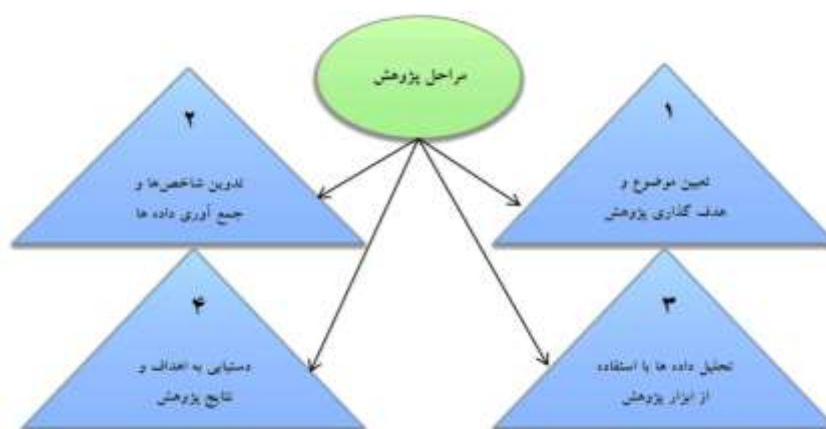 مراحل پژوهش
۱
تعیین موضوع و
هدف گذاری پژوهش
۲
تدوین شاخص‌ها و
جمع آوری داده ها
۳
تحلیل داده ها با استفاده
از ابزار پژوهش
۴
دستیابی به اهداف و
نتایج پژوهش